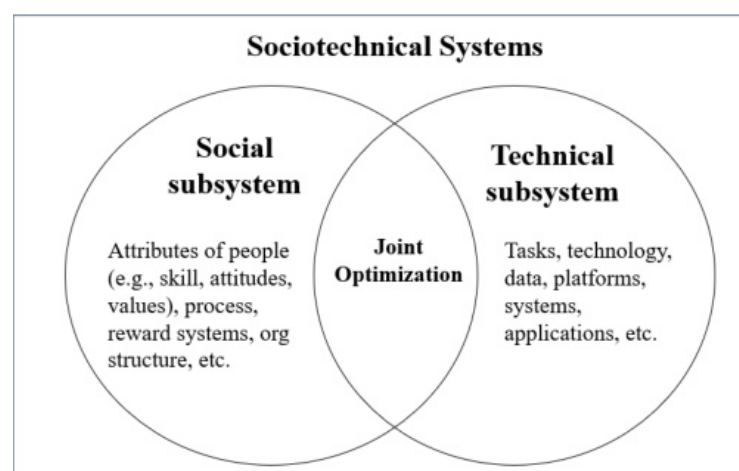 Sociotechnical Systems
Social
subsystem
Attributes of people
(e.g., skill, attitudes,
values), process,
reward systems, org
structure, etc.
Joint
Optimization
Technical
subsystem
Tasks, technology,
data, platforms,
systems,
applications, etc.